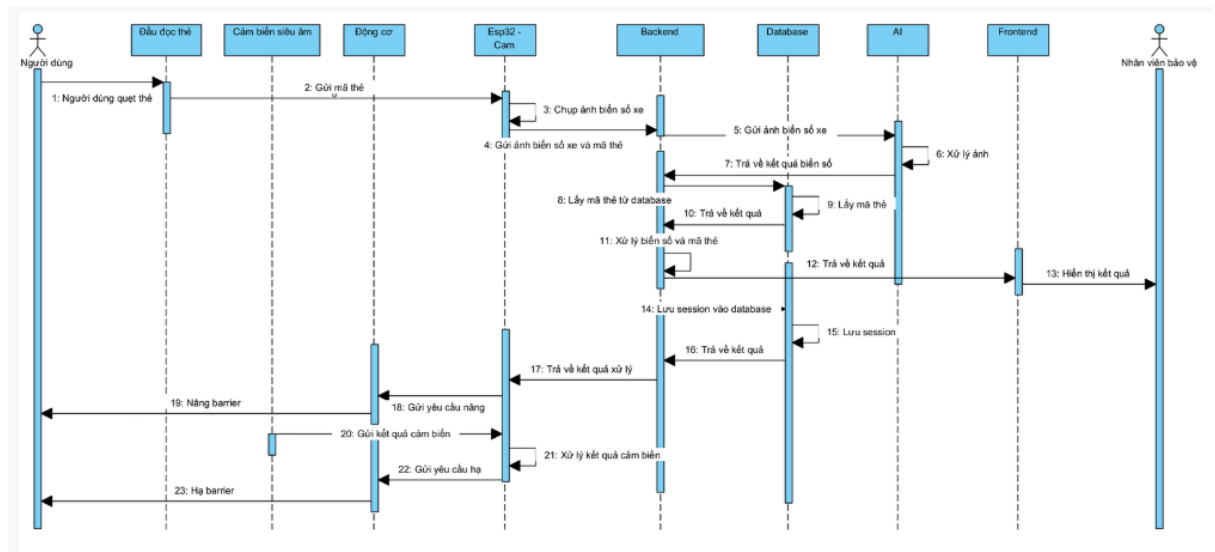 Đầu đọc thẻ
Cảm biến siêu âm
Động cơ
Esp32 -
Cam
Backend
Database
AI
Frontend
Người dùng
Nhân viên bảo vệ
1: Người dùng quẹt thẻ
2: Gửi mã thẻ
3: Chụp ảnh biển số xe
4: Gửi ảnh biển số xe và mã thẻ
5: Gửi ảnh biển số xe
6: Xử lý ảnh
7: Trả về kết quả biển số
8: Lấy mã thẻ từ database
9: Lấy mã thẻ
10: Trả về kết quả
11: Xử lý biển số và mã thẻ
12: Trả về kết quả
13: Hiển thị kết quả
14: Lưu session vào database
15: Lưu session
16: Trả về kết quả
17: Trả về kết quả xử lý
18: Gửi yêu cầu nâng
19: Nâng barrier
20: Gửi kết quả cảm biến
21: Xử lý kết quả cảm biến
22: Gửi yêu cầu hạ
23: Hạ barrier